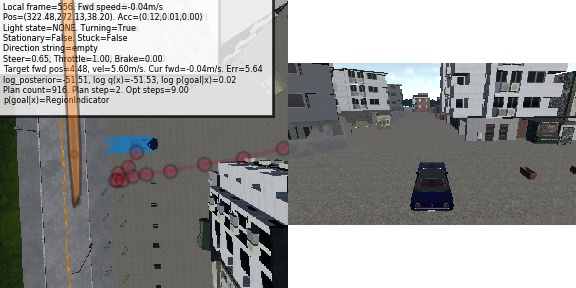 Local frame=556, Fwd speed=-0.04m/s
Pos=(322.48,272.13,38.20). Acc=(0.12,0.01,0.00)
Light state=NONE. Turning=True
Stationary=False. Stuck=False
Direction string=empty
Steer=0.65, Throttle=1.00, Brake=0.00
Target fwd pos=4.48, vel=5.60m/s. Cur fwd=-0.04m/s. Err=5.64
log_posterior=-51.51, log q(x)=-51.53, log p(goal|x)=0.02
Plan count=916. Plan step=2. Opt steps=9.00
p(goal|x)=RegionIndicator